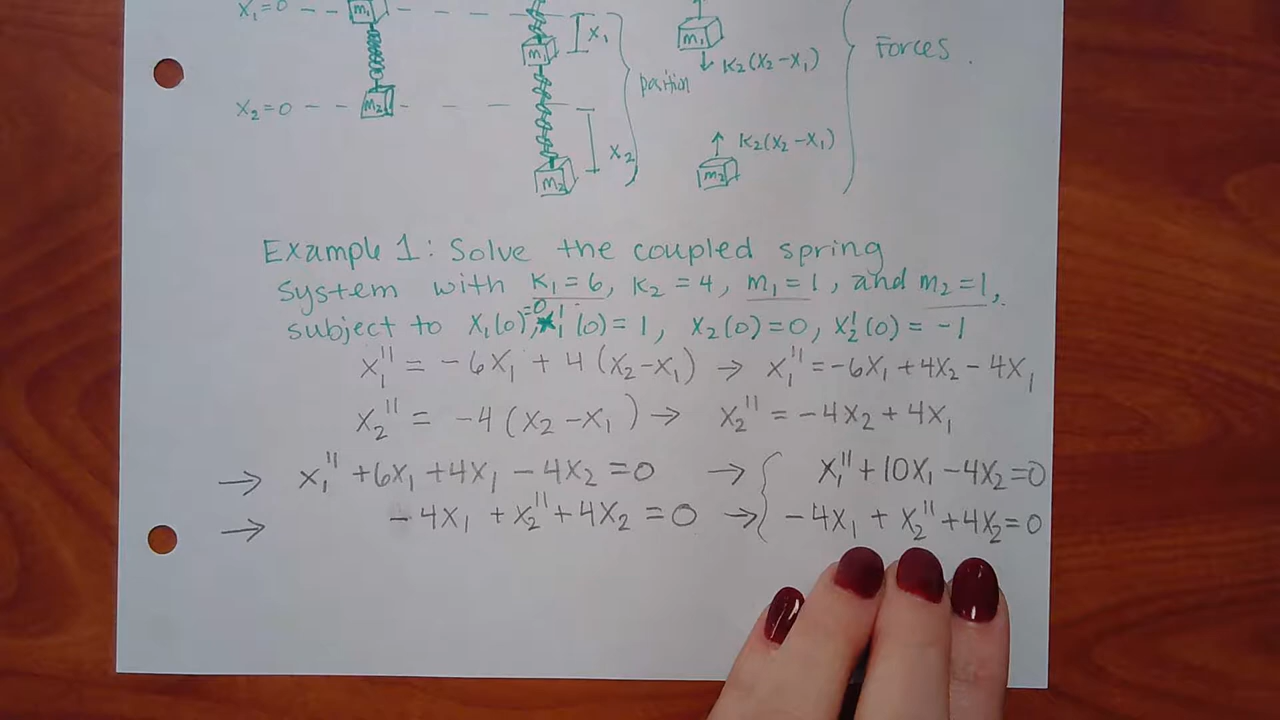 x₁=0
m₁
m₁
x₁
m₁
K₂(x₂-x₁)
Forces
position
x₂=0
m₂
x₂
m₂
K₂(x₂-x₁)
m₂
Example 1: Solve the coupled spring
system with K₁=6, K₂=4, m₁=1, and m₂=1,
subject to x₁(0)=0, x₁'(0)=1, x₂(0)=0, x₂'(0)=-1
x₁''=-6x₁+4(x₂-x₁) → x₁''=-6x₁+4x₂-4x₁
x₂''=-4(x₂-x₁) → x₂''=-4x₂+4x₁
→ x₁''+6x₁+4x₁-4x₂=0 → { x₁''+10x₁-4x₂=0
→ -4x₁+x₂''+4x₂=0 → { -4x₁+x₂''+4x₂=0